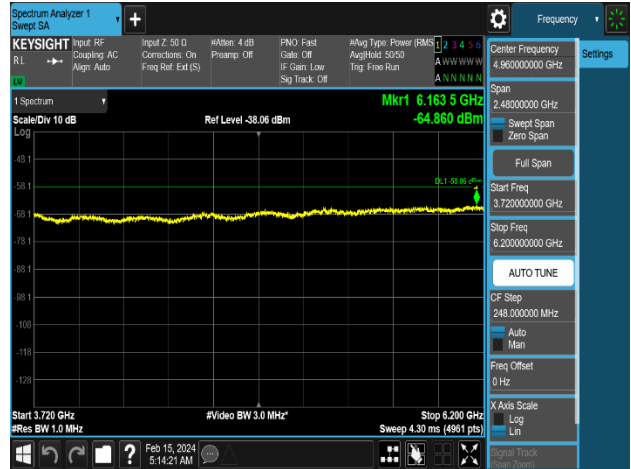 Spectrum Analyzer 1
Swept SA
Frequency
KEYSIGHT
RL
Input: RF
Coupling: AC
Align: Auto
Input Z: 50 Ω
Corrections: On
Freq Ref: Ext (S)
#Atten: 4 dB
Preamp: Off
PNO: Fast
Gate: Off
IF Gain: Low
Sig Track: Off
#Avg Type: Power (RMS
Avg|Hold: 50/50
Trig: Free Run
1 2 3 4 5 6
A W W W W W
A N N N N N
Center Frequency
4.960000000 GHz
Settings
Span
2.48000000 GHz
Swept Span
Zero Span
Full Span
Start Freq
3.720000000 GHz
Stop Freq
6.200000000 GHz
AUTO TUNE
CF Step
248.000000 MHz
Auto
Man
Freq Offset
0 Hz
X Axis Scale
Log
Lin
Signal Track
(Span Zoom)
1 Spectrum
Scale/Div 10 dB
Log
Ref Level -38.06 dBm
Mkr1 6.163 5 GHz
-64.860 dBm
DL1 -58.06 dBm
1
-48.1
-58.1
-68.1
-78.1
-88.1
-98.1
-108
-118
-128
Start 3.720 GHz
#Res BW 1.0 MHz
#Video BW 3.0 MHz*
Stop 6.200 GHz
Sweep 4.30 ms (4961 pts)
Feb 15, 2024
5:14:21 AM